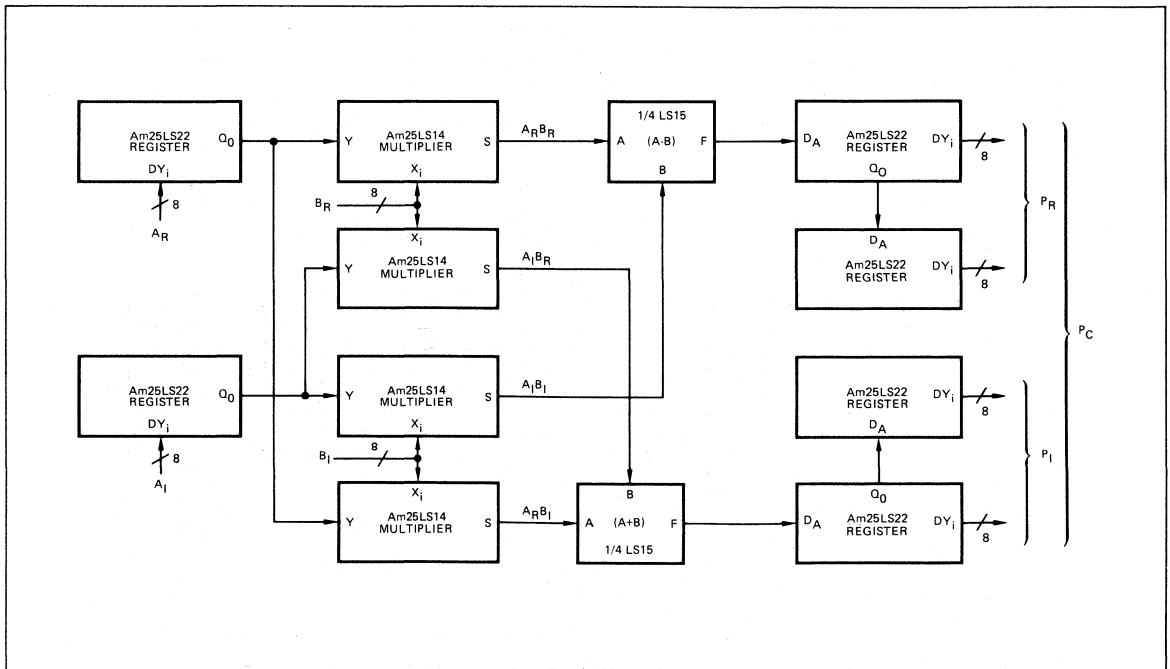 Am25LS22
REGISTER
Q0
DYi
8
AR
Y
Am25LS14
MULTIPLIER
S
Xi
ARBR
8
BR
Xi
Y
Am25LS14
MULTIPLIER
S
AIBR
1/4 LS15
A
(A-B)
F
B
DA
Am25LS22
REGISTER
DYi
8
QO
DA
Am25LS22
REGISTER
DYi
8
PR
PC
Am25LS22
REGISTER
Q0
DYi
8
AI
Y
Am25LS14
MULTIPLIER
S
Xi
AIBI
8
BI
Xi
Y
Am25LS14
MULTIPLIER
S
ARBI
B
A
(A+B)
F
1/4 LS15
Am25LS22
REGISTER
DYi
8
DA
Q0
DA
Am25LS22
REGISTER
DYi
8
PI